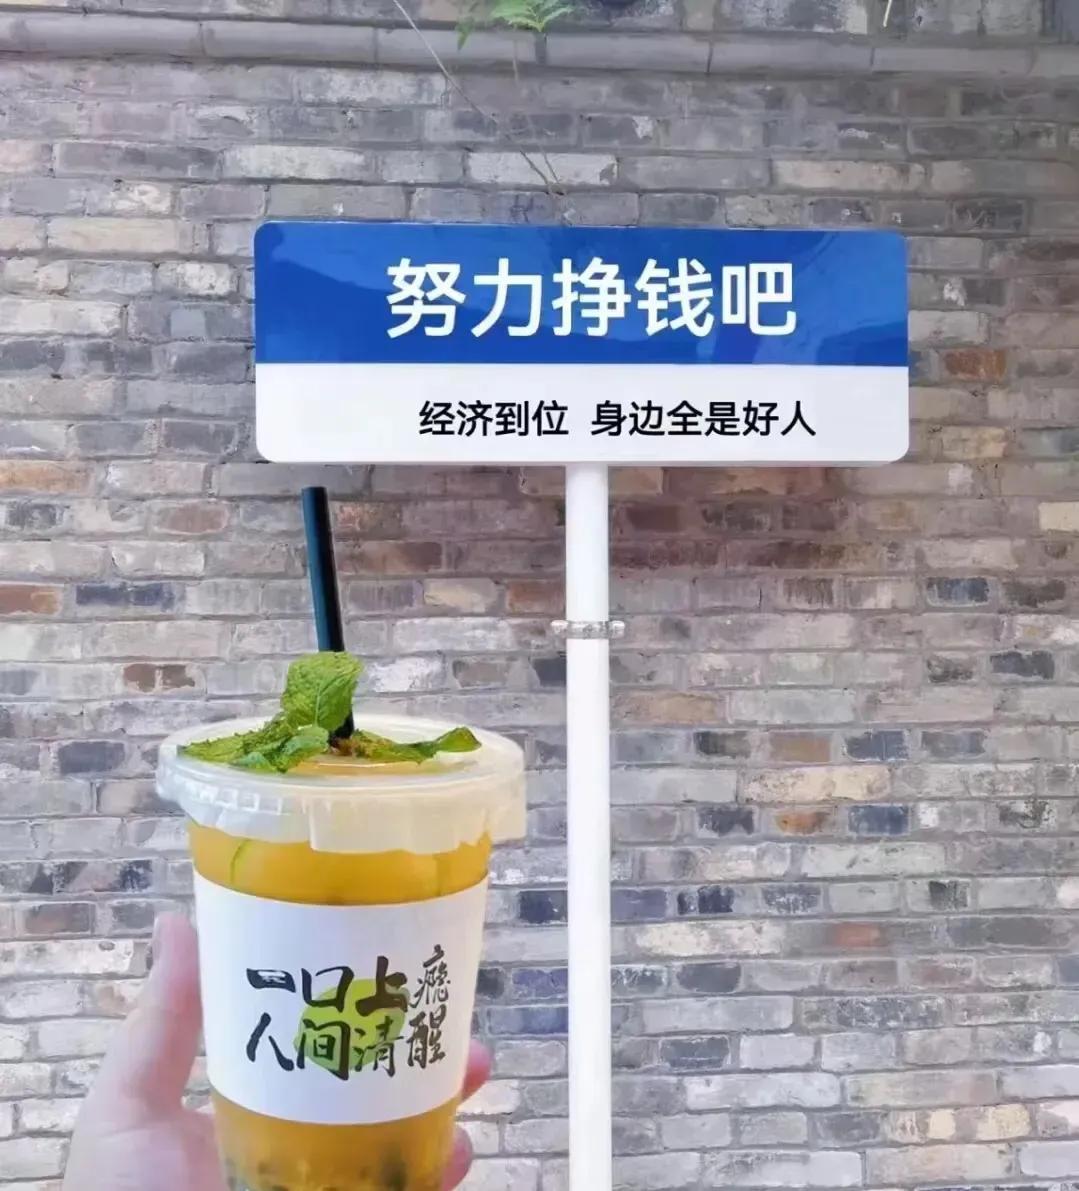 努力挣钱吧
经济到位 身边全是好人
一口上瘾
人间清醒